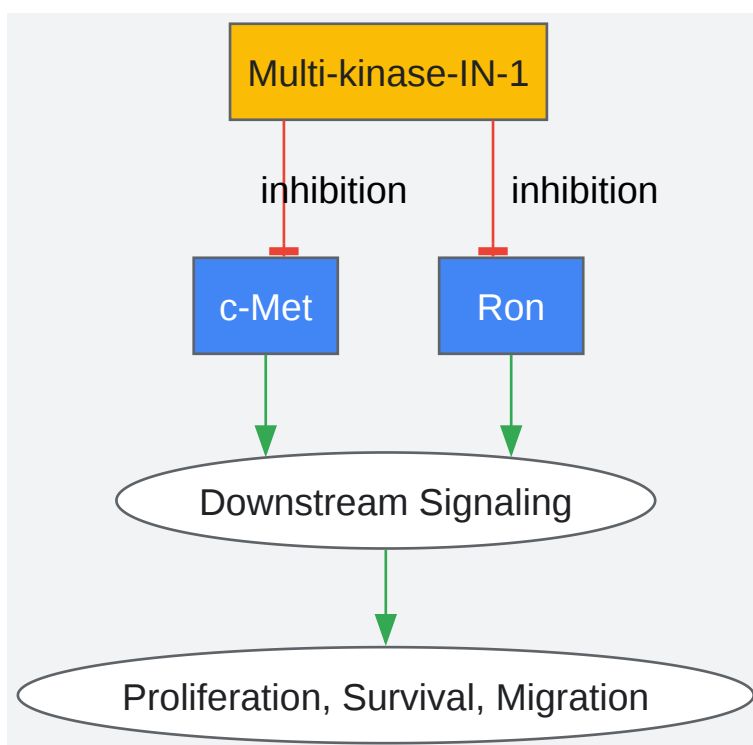 Multi-kinase-IN-1
inhibition
inhibition
c-Met
Ron
Downstream Signaling
Proliferation, Survival, Migration